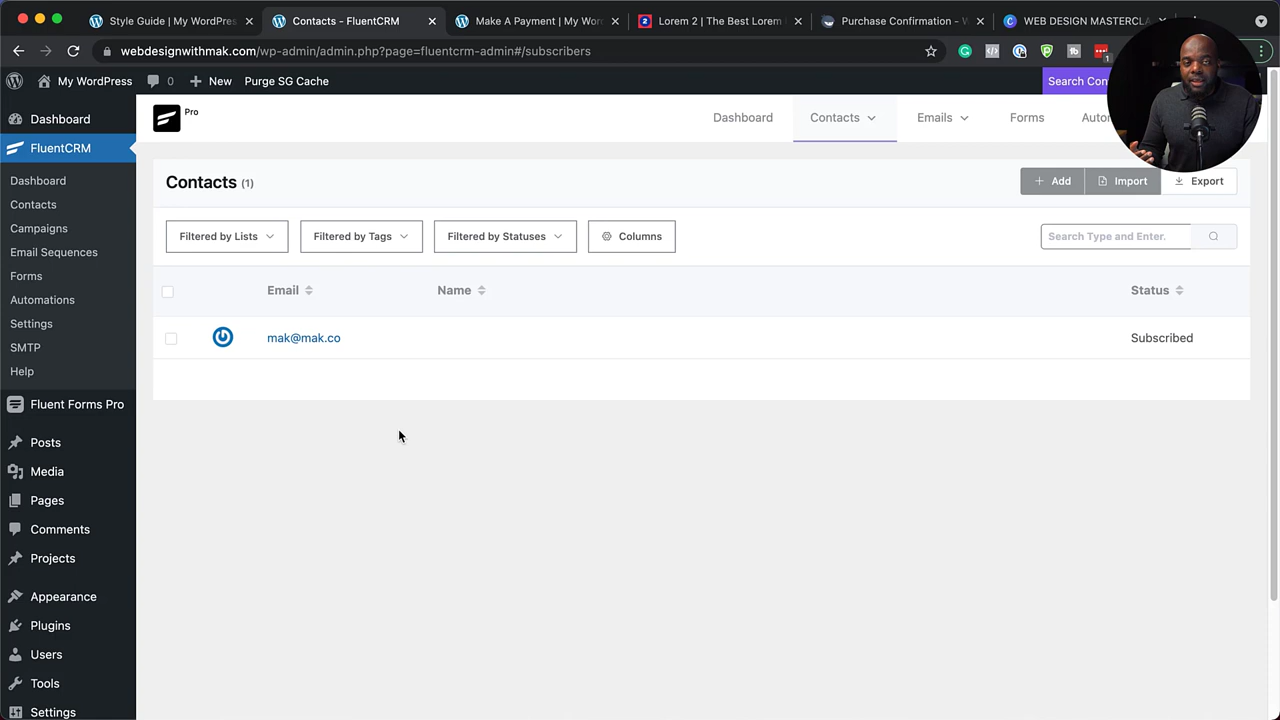 Style Guide | My WordPress
Contacts - FluentCRM
Make A Payment | My Wor
Lorem 2 | The Best Lorem
Purchase Confirmation - W
WEB DESIGN MASTERCLA
webdesignwithmak.com/wp-admin/admin.php?page=fluentcrm-admin#/subscribers
1
My WordPress
0
New
Purge SG Cache
Search Con
Dashboard
FluentCRM
Dashboard
Contacts
Campaigns
Email Sequences
Forms
Automations
Settings
SMTP
Help
Fluent Forms Pro
Posts
Media
Pages
Comments
Projects
Appearance
Plugins
Users
Tools
Settings
Pro
Dashboard
Contacts
Emails
Forms
Autor
Contacts (1)
Add
Import
Export
Filtered by Lists
Filtered by Tags
Filtered by Statuses
Columns
Search Type and Enter.
Email
Name
Status
mak@mak.co
Subscribed